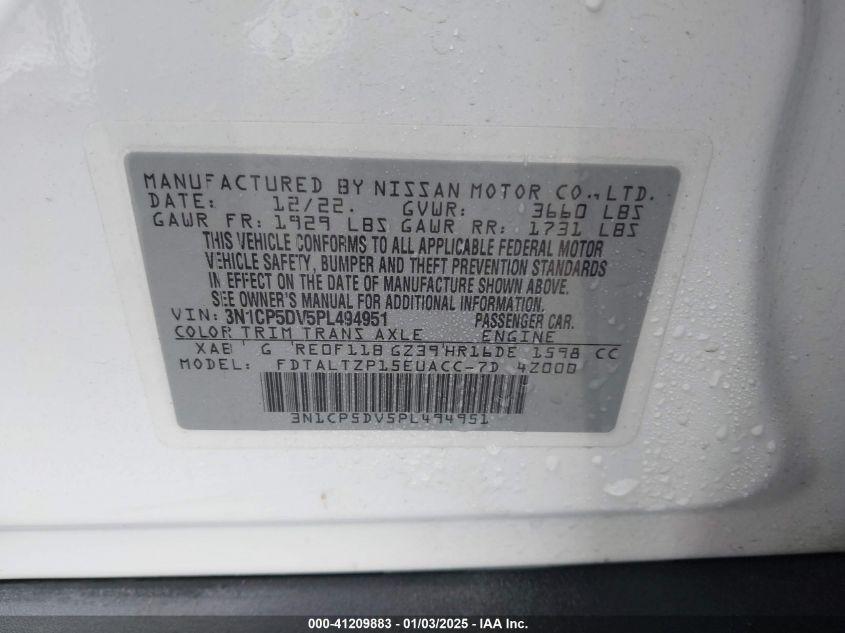 MANUFACTURED BY NISSAN MOTOR CO., LTD.
DATE: 12/22. GVWR: 3660 LBS
GAWR FR: 1929 LBS GAWR RR: 1731 LBS
THIS VEHICLE CONFORMS TO ALL APPLICABLE FEDERAL MOTOR
VEHICLE SAFETY, BUMPER AND THEFT PREVENTION STANDARDS
IN EFFECT ON THE DATE OF MANUFACTURE SHOWN ABOVE.
SEE OWNER'S MANUAL FOR ADDITIONAL INFORMATION.
VIN: 3N1CP5DV5PL494951 PASSENGER CAR.
COLOR TRIM TRANS AXLE ENGINE
XAB G RE0F11B GZ39 HR16DE 1598 CC
MODEL: FDTALTZP15EUACC-7D 4Z000
3N1CP5DV5PL494951
000-41209883 - 01/03/2025 - IAA Inc.